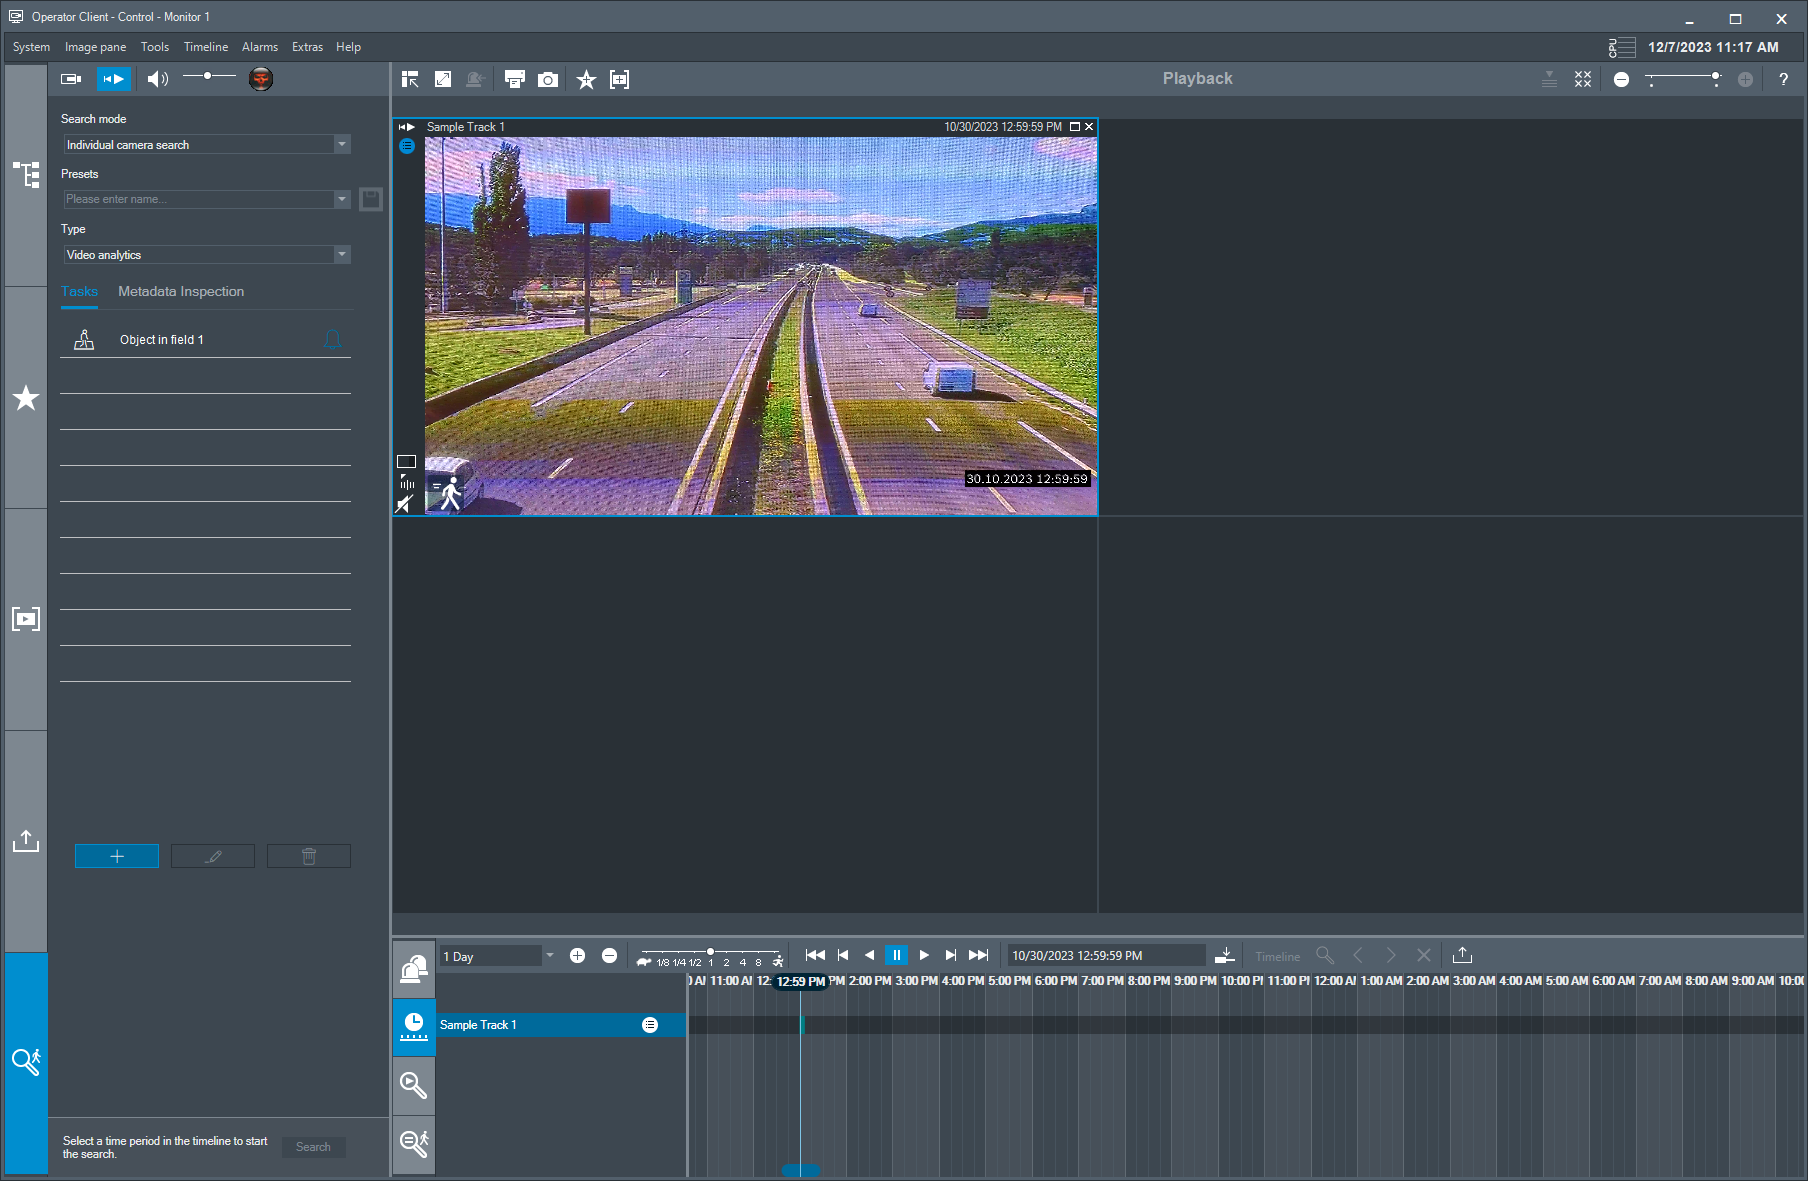 Operator Client - Control - Monitor 1
System Image pane Tools Timeline Alarms Extras Help
CPU
12/7/2023 11:17 AM
Playback
?
Search mode
Individual camera search
Presets
Please enter name...
Type
Video analytics
Tasks Metadata Inspection
Object in field 1
Sample Track 1
10/30/2023 12:59:59 PM
30.10.2023 12:59:59
Select a time period in the timeline to start
the search.
Search
1 Day
1/8 1/4 1/2 1 2 4 8
10/30/2023 12:59:59 PM
Timeline
11:00 AM 12: 12:59 PM PM 2:00 PM 3:00 PM 4:00 PM 5:00 PM 6:00 PM 7:00 PM 8:00 PM 9:00 PM 10:00 PM 11:00 PM 12:00 AM 1:00 AM 2:00 AM 3:00 AM 4:00 AM 5:00 AM 6:00 AM 7:00 AM 8:00 AM 9:00 AM 10:00
Sample Track 1